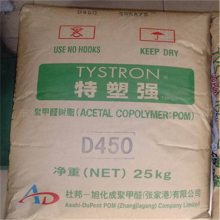 D450
USE NO HOOKS
KEEP DRY
TYSTRON®
特塑强
聚甲醛树脂 (ACETAL COPOLYMER: POM)
D450
净重 (NET) 25kg
AD
杜邦－旭化成聚甲醛(张家港)有限公司
Asahi-DuPont POM (Zhangjiagang) Company Limited